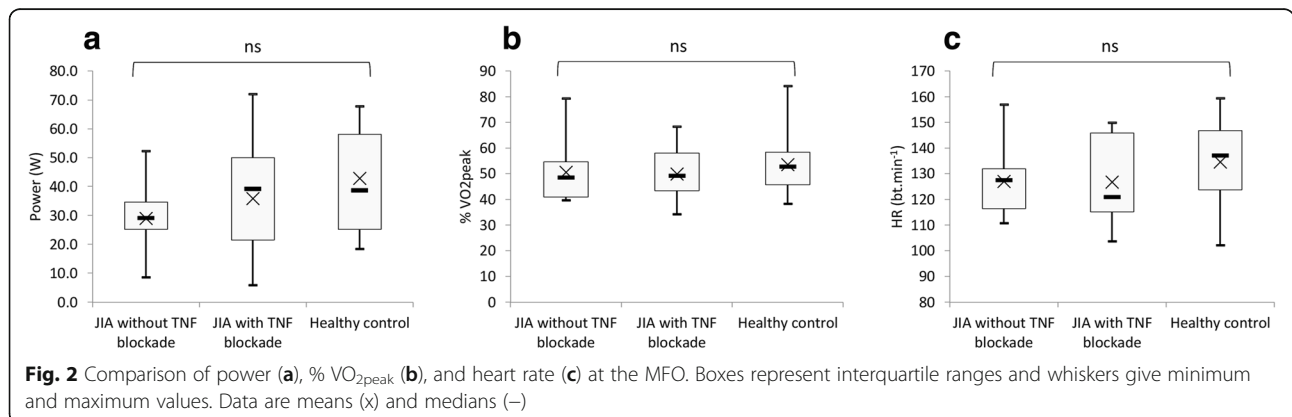 a
ns
80.0
70.0
60.0
50.0
40.0
30.0
20.0
10.0
0.0
Power (W)
JIA without TNF
blockade
JIA with TNF
blockade
Healthy control
b
ns
90
80
70
60
50
40
30
20
10
0
% VO2peak
JIA without TNF
blockade
JIA with TNF
blockade
Healthy control
c
ns
170
160
150
140
130
120
110
100
90
80
HR (bt.min-1)
JIA without TNF
blockade
JIA with TNF
blockade
Healthy control
Fig. 2 Comparison of power (a), % VO2peak (b), and heart rate (c) at the MFO. Boxes represent interquartile ranges and whiskers give minimum
and maximum values. Data are means (x) and medians (−)